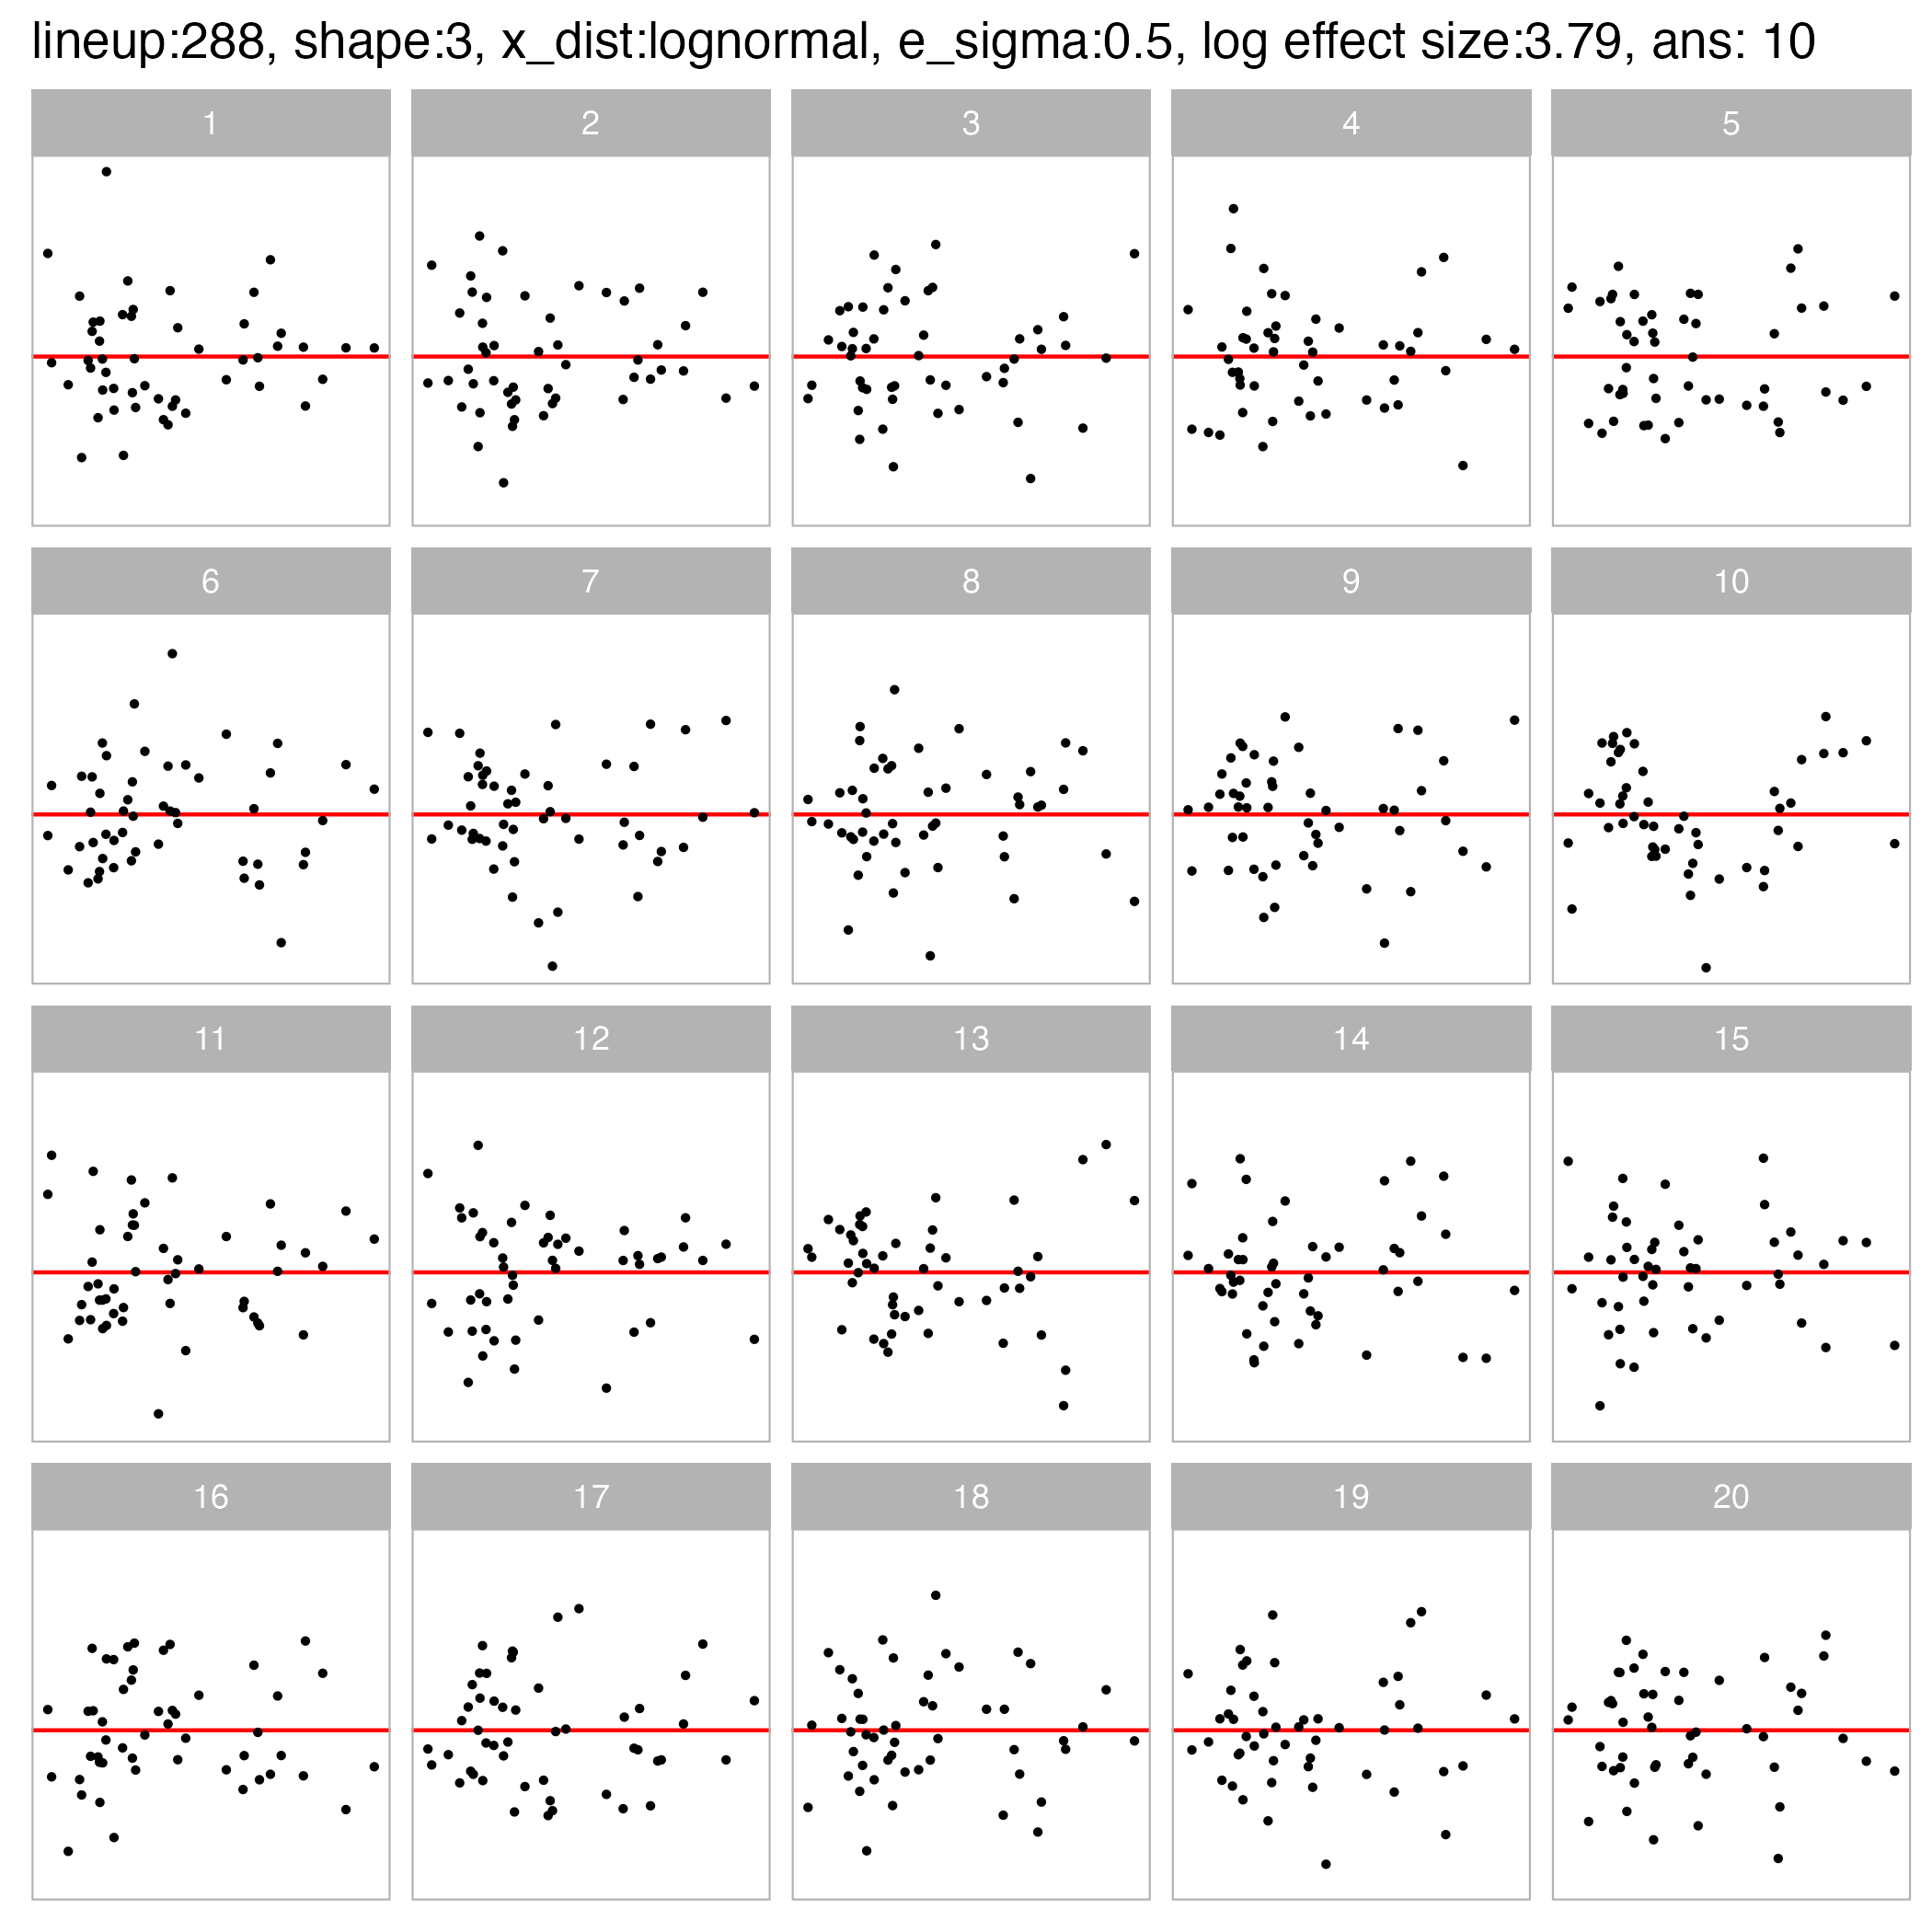 lineup:288, shape:3, x_dist:lognormal, e_sigma:0.5, log effect size:3.79, ans: 10
1 2 3 4 5
6 7 8 9 10
11 12 13 14 15
16 17 18 19 20